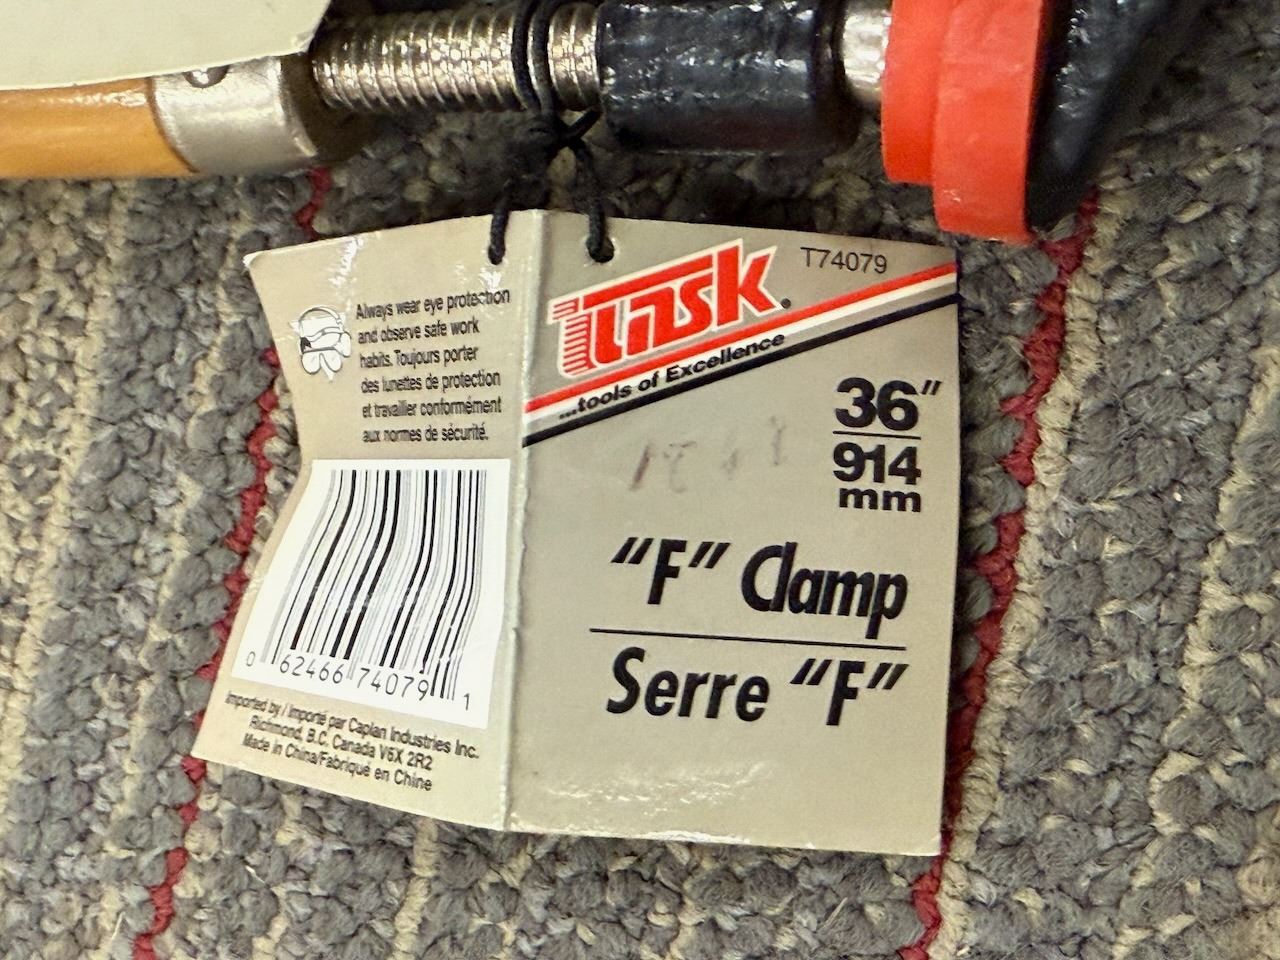 Always wear eye protection
and observe safe work
habits. Toujours porter
des lunettes de protection
et travailler conformément
aux normes de sécurité.
0 62466 74079 1
Imported by / Importé par Caplan Industries Inc.
Richmond, B.C. Canada V6X 2R2
Made in China/Fabriqué en Chine
Task
T74079
...tools of Excellence
36"
914
mm
"F" Clamp
Serre "F"